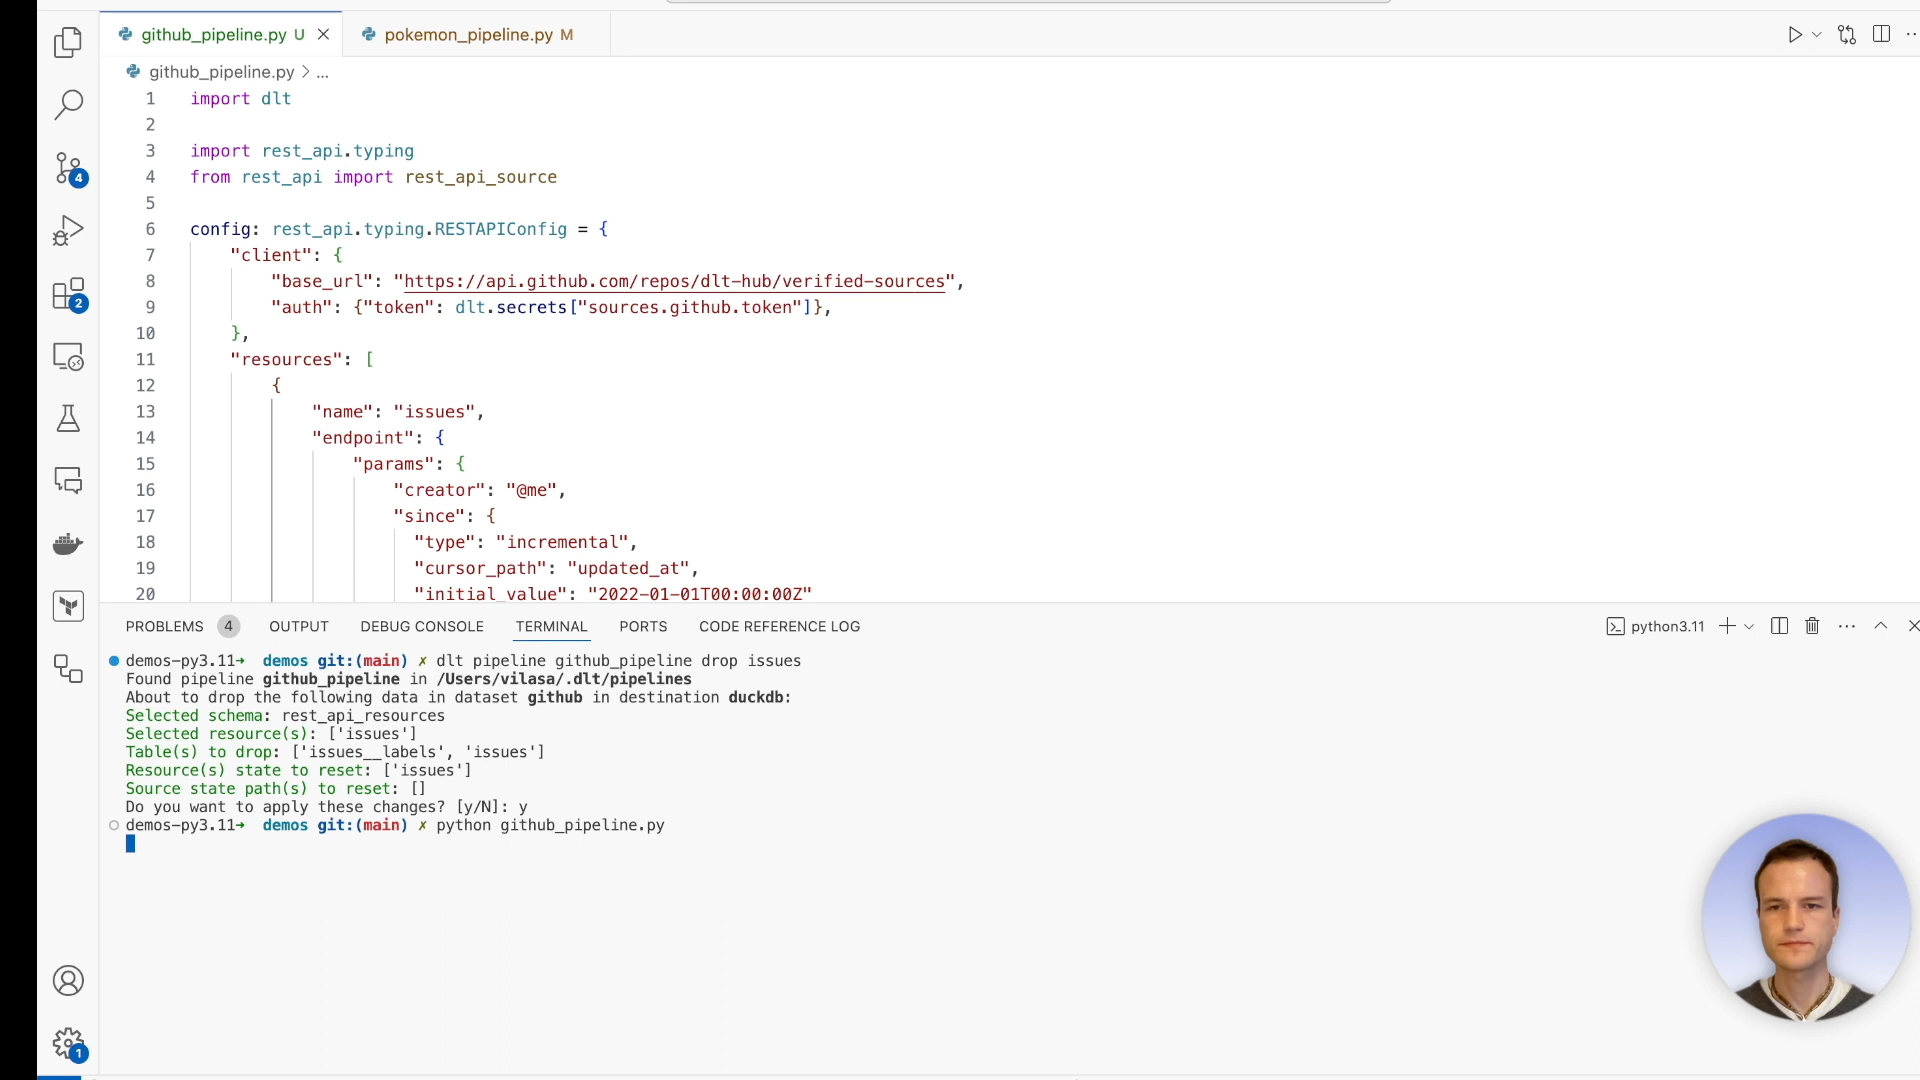 github_pipeline.py U
pokemon_pipeline.py M
github_pipeline.py > ...
1 import dlt
2
3 import rest_api.typing
4 from rest_api import rest_api_source
5
6 config: rest_api.typing.RESTAPIConfig = {
7 "client": {
8 "base_url": "https://api.github.com/repos/dlt-hub/verified-sources",
9 "auth": {"token": dlt.secrets["sources.github.token"]},
10 },
11 "resources": [
12 {
13 "name": "issues",
14 "endpoint": {
15 "params": {
16 "creator": "@me",
17 "since": {
18 "type": "incremental",
19 "cursor_path": "updated_at",
20 "initial_value": "2022-01-01T00:00:00Z"
4
2
1
PROBLEMS 4 OUTPUT DEBUG CONSOLE TERMINAL PORTS CODE REFERENCE LOG python3.11
demos-py3.11➜ demos git:(main) ✗ dlt pipeline github_pipeline drop issues
Found pipeline github_pipeline in /Users/vilasa/.dlt/pipelines
About to drop the following data in dataset github in destination duckdb:
Selected schema: rest_api_resources
Selected resource(s): ['issues']
Table(s) to drop: ['issues__labels', 'issues']
Resource(s) state to reset: ['issues']
Source state path(s) to reset: []
Do you want to apply these changes? [y/N]: y
demos-py3.11➜ demos git:(main) ✗ python github_pipeline.py